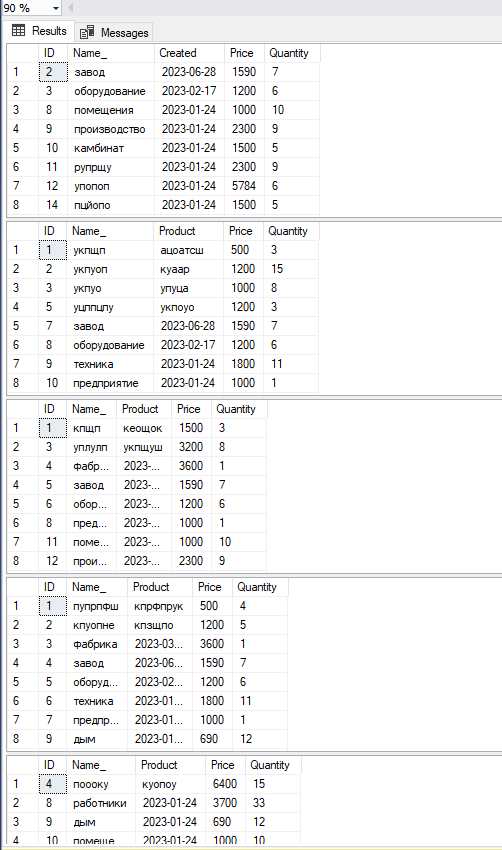 90 %
Results Messages
ID Name_ Created Price Quantity
1 2 завод 2023-06-28 1590 7
2 3 оборудование 2023-02-17 1200 6
3 8 помещения 2023-01-24 1000 10
4 9 производство 2023-01-24 2300 9
5 10 камбинат 2023-01-24 1500 5
6 11 рупрщу 2023-01-24 2300 9
7 12 упопоп 2023-01-24 5784 6
8 14 пцйопо 2023-01-24 1500 5
ID Name_ Product Price Quantity
1 1 укпщп ацоатсш 500 3
2 2 укпуоп куаар 1200 15
3 3 укпуо упуца 1000 8
4 5 уцппцпу укпоуо 1200 3
5 7 завод 2023-06-28 1590 7
6 8 оборудование 2023-02-17 1200 6
7 9 техника 2023-01-24 1800 11
8 10 предприятие 2023-01-24 1000 1
ID Name_ Product Price Quantity
1 1 кпщп кеощок 1500 3
2 3 уплулп укпщуш 3200 8
3 4 Фабр... 2023-... 3600 1
4 5 завод 2023-... 1590 7
5 6 обор... 2023-... 1200 6
6 8 пред... 2023-... 1000 1
7 11 поме... 2023-... 1000 10
8 12 прои... 2023-... 2300 9
ID Name_ Product Price Quantity
1 1 пупрпфш кпрфпрук 500 4
2 2 кпуопне кпзщпо 1200 5
3 3 Фабрика 2023-03... 3600 1
4 4 завод 2023-06... 1590 7
5 5 оборуд... 2023-02... 1200 6
6 6 техника 2023-01... 1800 11
7 7 предпр... 2023-01... 1000 1
8 9 дым 2023-01... 690 12
ID Name_ Product Price Quantity
1 4 поооку куопоу 6400 15
2 8 работники 2023-01-24 3700 33
3 9 дым 2023-01-24 690 12
4 10 помеще... 2023-01-24 1000 10